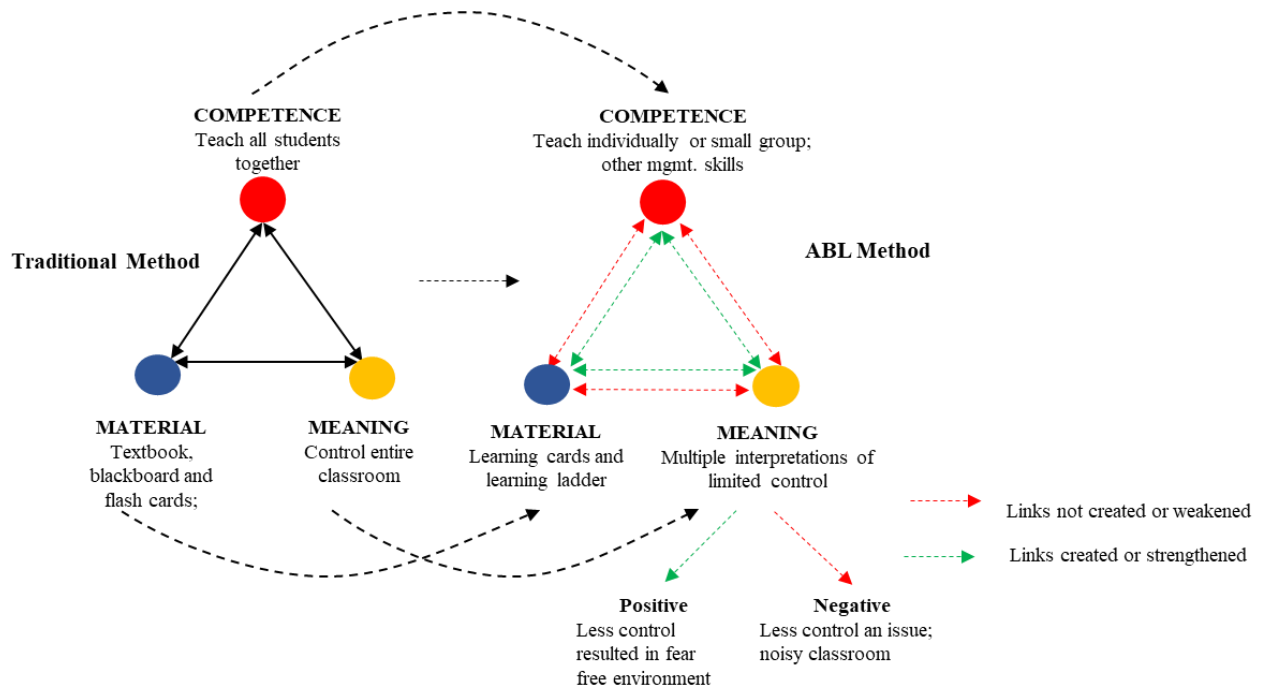 COMPETENCE
Teach all students
together
COMPETENCE
Teach individually or small group;
other mgmt. skills
Traditional Method
ABL Method
MATERIAL
Textbook,
blackboard and
flash cards;
MEANING
Control entire
classroom
MATERIAL
Learning cards and
learning ladder
MEANING
Multiple interpretations of
limited control
Links not created or weakened
Links created or strengthened
Positive
Less control
resulted in fear
free environment
Negative
Less control an issue;
noisy classroom